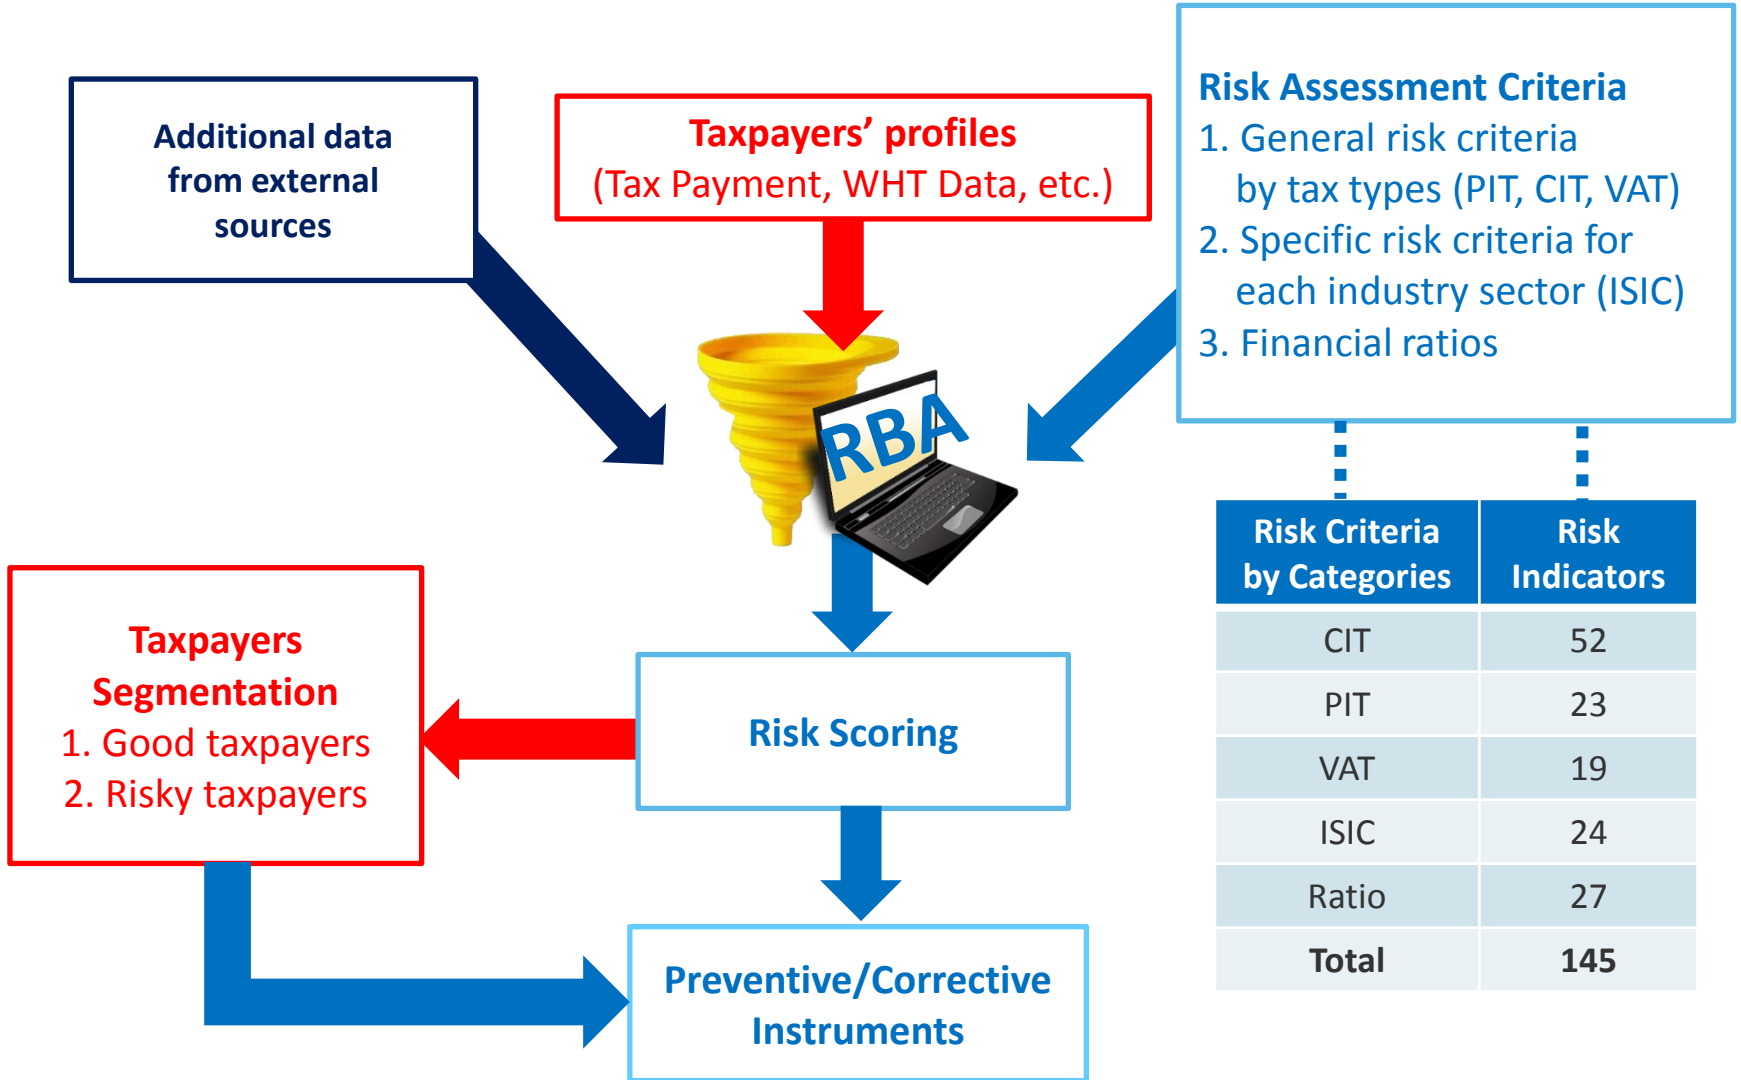 Additional data
from external
sources
Taxpayers’ profiles
(Tax Payment, WHT Data, etc.)
Risk Assessment Criteria
1. General risk criteria
by tax types (PIT, CIT, VAT)
2. Specific risk criteria for
each industry sector (ISIC)
3. Financial ratios
RBA
Risk Criteria
by Categories
Risk
Indicators
CIT 52
PIT 23
VAT 19
ISIC 24
Ratio 27
Total 145
Taxpayers
Segmentation
1. Good taxpayers
2. Risky taxpayers
Risk Scoring
Preventive/Corrective
Instruments